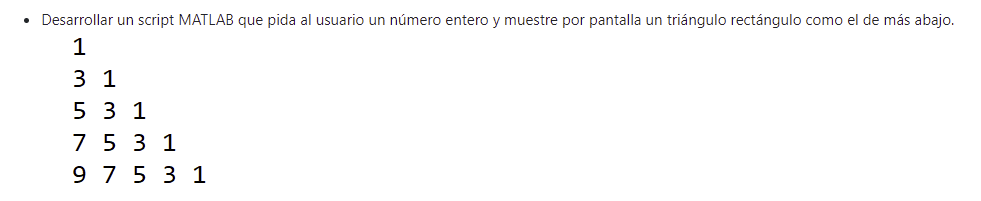 • Desarrollar un script MATLAB que pida al usuario un número entero y muestre por pantalla un triángulo rectángulo como el de más abajo.
1
3 1
5 3 1
7 5 3 1
9 7 5 3 1